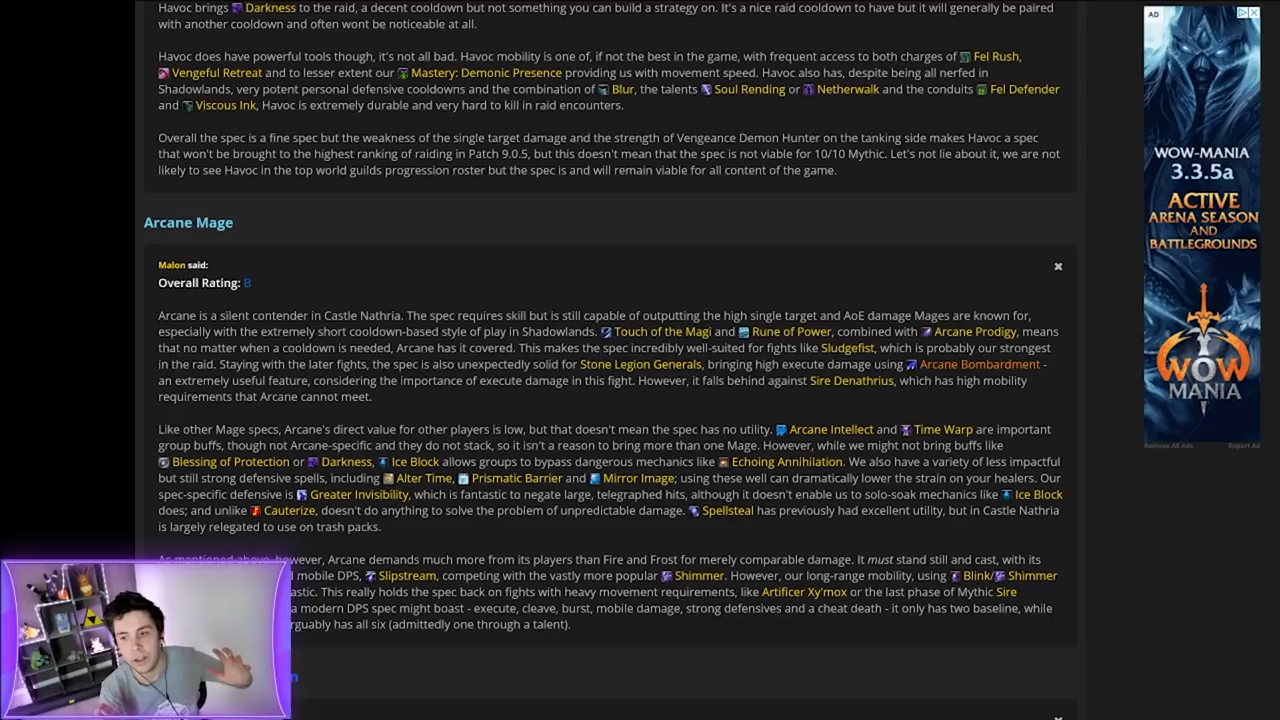 Havoc brings Darkness to the raid, a decent cooldown but not something you can build a strategy on. It's a nice raid cooldown to have but it will generally be paired
with another cooldown and often wont be noticeable at all.
Havoc does have powerful tools though, it's not all bad. Havoc mobility is one of, if not the best in the game, with frequent access to both charges of Fel Rush,
Vengeful Retreat and to lesser extent our Mastery: Demonic Presence providing us with movement speed. Havoc also has, despite being all nerfed in
Shadowlands, very potent personal defensive cooldowns and the combination of Blur, the talents Soul Rending or Netherwalk and the conduits Fel Defender
and Viscous Ink, Havoc is extremely durable and very hard to kill in raid encounters.
Overall the spec is a fine spec but the weakness of the single target damage and the strength of Vengeance Demon Hunter on the tanking side makes Havoc a spec
that won't be brought to the highest ranking of raiding in Patch 9.0.5, but this doesn't mean that the spec is not viable for 10/10 Mythic. Let's not lie about it, we are not
likely to see Havoc in the top world guilds progression roster but the spec is and will remain viable for all content of the game.
Arcane Mage
Malon said:
Overall Rating: B
Arcane is a silent contender in Castle Nathria. The spec requires skill but is still capable of outputting the high single target and AoE damage Mages are known for,
especially with the extremely short cooldown-based style of play in Shadowlands. Touch of the Magi and Rune of Power, combined with Arcane Prodigy, means
that no matter when a cooldown is needed, Arcane has it covered. This makes the spec incredibly well-suited for fights like Sludgefist, which is probably our strongest
in the raid. Staying with the later fights, the spec is also unexpectedly solid for Stone Legion Generals, bringing high execute damage using Arcane Bombardment -
an extremely useful feature, considering the importance of execute damage in this fight. However, it falls behind against Sire Denathrius, which has high mobility
requirements that Arcane cannot meet.
Like other Mage specs, Arcane's direct value for other players is low, but that doesn't mean the spec has no utility. Arcane Intellect and Time Warp are important
group buffs, though not Arcane-specific and they do not stack, so it isn't a reason to bring more than one Mage. However, while we might not bring buffs like
Blessing of Protection or Darkness, Ice Block allows groups to bypass dangerous mechanics like Echoing Annihilation. We also have a variety of less impactful
but still strong defensive spells, including Alter Time, Prismatic Barrier and Mirror Image; using these well can dramatically lower the strain on your healers. Our
spec-specific defensive is Greater Invisibility, which is fantastic to negate large, telegraphed hits, although it doesn't enable us to solo-soak mechanics like Ice Block
does; and unlike Cauterize, doesn't do anything to solve the problem of unpredictable damage. Spellsteal has previously had excellent utility, but in Castle Nathria
is largely relegated to use on trash packs.
As mentioned above, however, Arcane demands much more from its players than Fire and Frost for merely comparable damage. It must stand still and cast, with its
mobile DPS, Slipstream, competing with the vastly more popular Shimmer. However, our long-range mobility, using Blink/ Shimmer
astic. This really holds the spec back on fights with heavy movement requirements, like Artificer Xy'mox or the last phase of Mythic Sire
a modern DPS spec might boast - execute, cleave, burst, mobile damage, strong defensives and a cheat death - it only has two baseline, while
rguably has all six (admittedly one through a talent).
n
AD
WOW-MANIA
3.3.5a
ACTIVE
ARENA SEASON
AND
BATTLEGROUNDS
WOW
MANIA
Remove All Ads
Report Ad